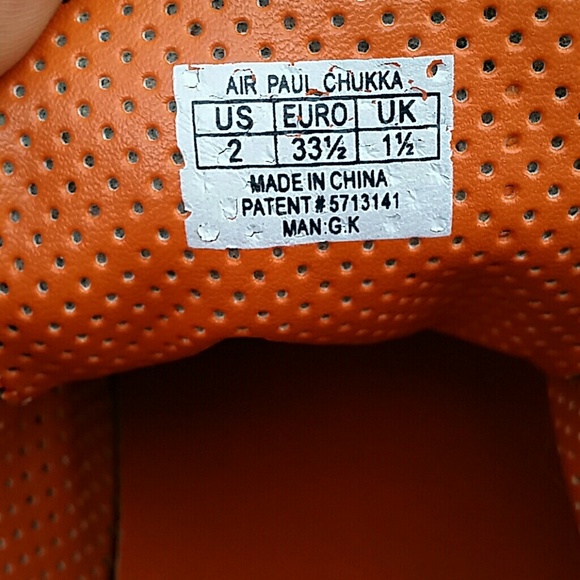 AIR PAUL CHUKKA
US EURO UK
2 33½ 1½
MADE IN CHINA
PATENT#5713141
MAN:G.K